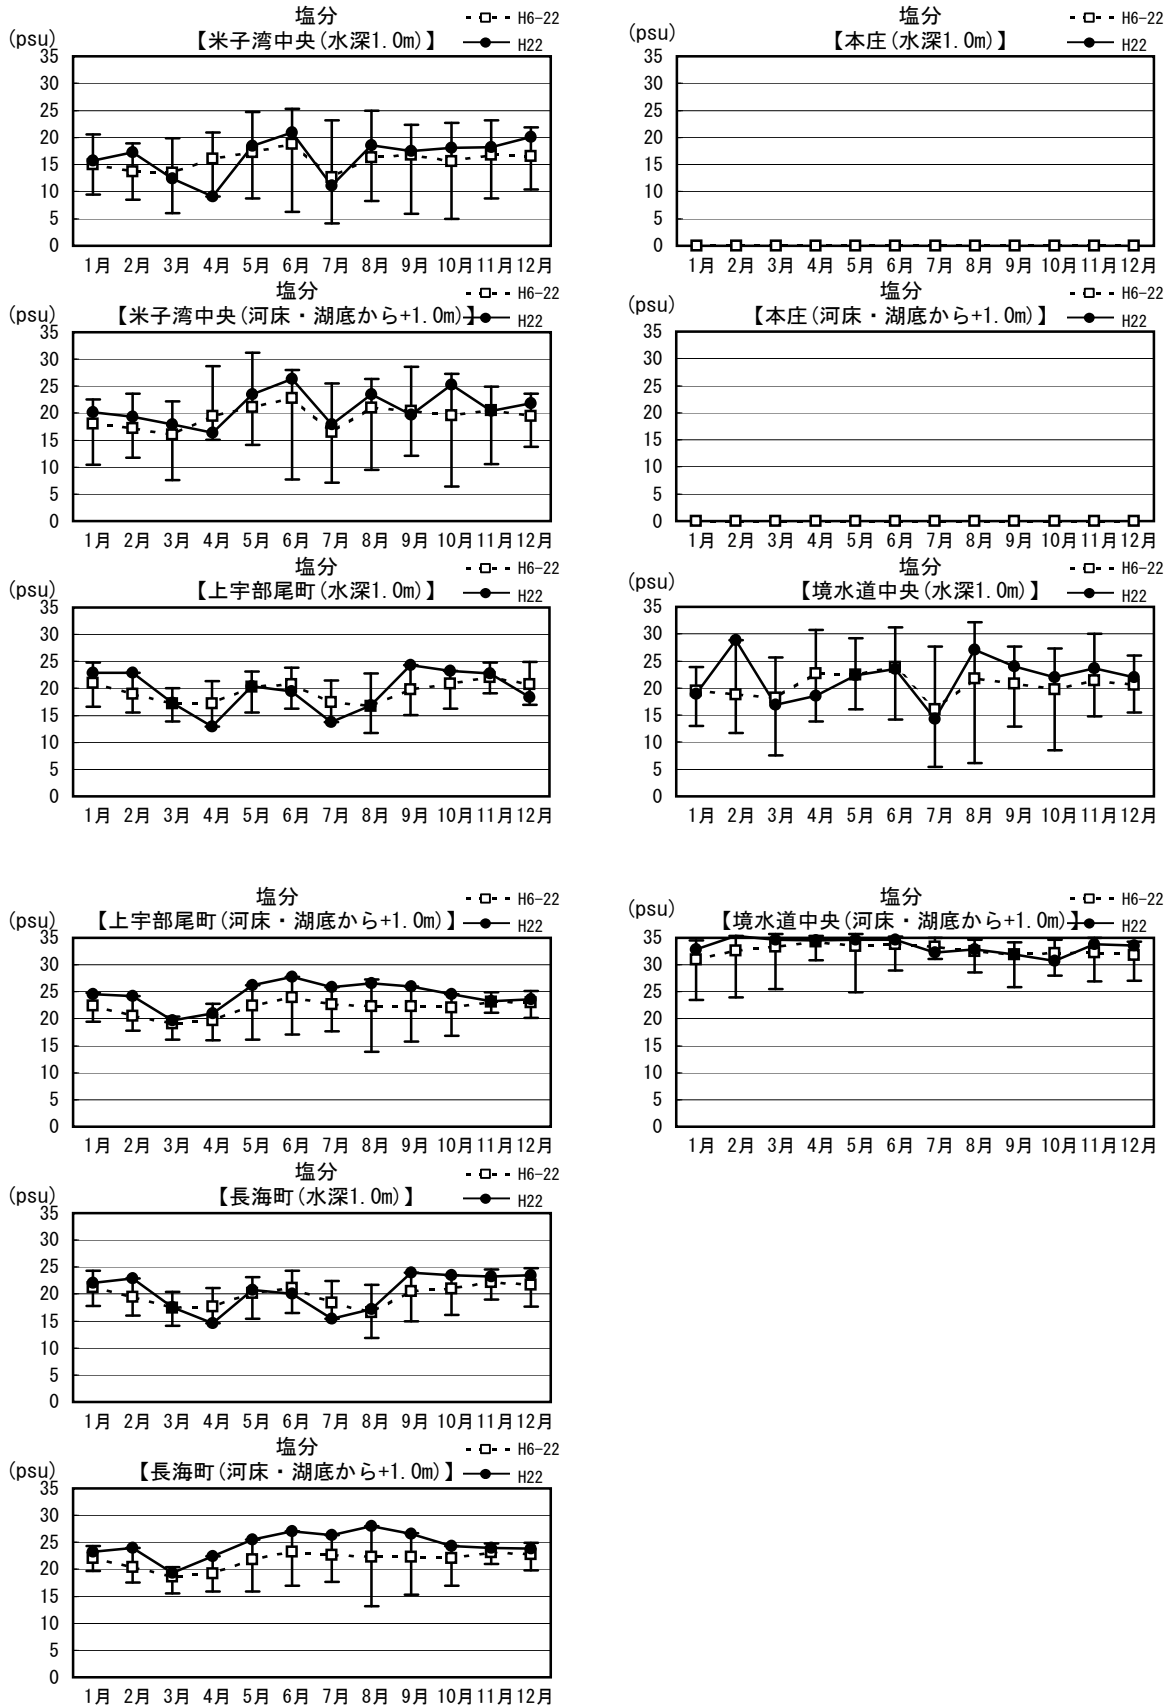 塩分
【米子湾中央(水深1.0m)】
H6-22
H22
(psu)
35
30
25
20
15
10
5
0
1月 2月 3月 4月 5月 6月 7月 8月 9月 10月 11月 12月
塩分
【本庄(水深1.0m)】
H6-22
H22
(psu)
35
30
25
20
15
10
5
0
1月 2月 3月 4月 5月 6月 7月 8月 9月 10月 11月 12月
塩分
【米子湾中央(河床・湖底から+1.0m)】
H6-22
H22
(psu)
35
30
25
20
15
10
5
0
1月 2月 3月 4月 5月 6月 7月 8月 9月 10月 11月 12月
塩分
【本庄(河床・湖底から+1.0m)】
H6-22
H22
(psu)
35
30
25
20
15
10
5
0
1月 2月 3月 4月 5月 6月 7月 8月 9月 10月 11月 12月
塩分
【上宇部尾町(水深1.0m)】
H6-22
H22
(psu)
35
30
25
20
15
10
5
0
1月 2月 3月 4月 5月 6月 7月 8月 9月 10月 11月 12月
塩分
【境水道中央(水深1.0m)】
H6-22
H22
(psu)
35
30
25
20
15
10
5
0
1月 2月 3月 4月 5月 6月 7月 8月 9月 10月 11月 12月
塩分
【上宇部尾町(河床・湖底から+1.0m)】
H6-22
H22
(psu)
35
30
25
20
15
10
5
0
1月 2月 3月 4月 5月 6月 7月 8月 9月 10月 11月 12月
塩分
【境水道中央(河床・湖底から+1.0m)】
H6-22
H22
(psu)
35
30
25
20
15
10
5
0
1月 2月 3月 4月 5月 6月 7月 8月 9月 10月 11月 12月
塩分
【長海町(水深1.0m)】
H6-22
H22
(psu)
35
30
25
20
15
10
5
0
1月 2月 3月 4月 5月 6月 7月 8月 9月 10月 11月 12月
塩分
【長海町(河床・湖底から+1.0m)】
H6-22
H22
(psu)
35
30
25
20
15
10
5
0
1月 2月 3月 4月 5月 6月 7月 8月 9月 10月 11月 12月